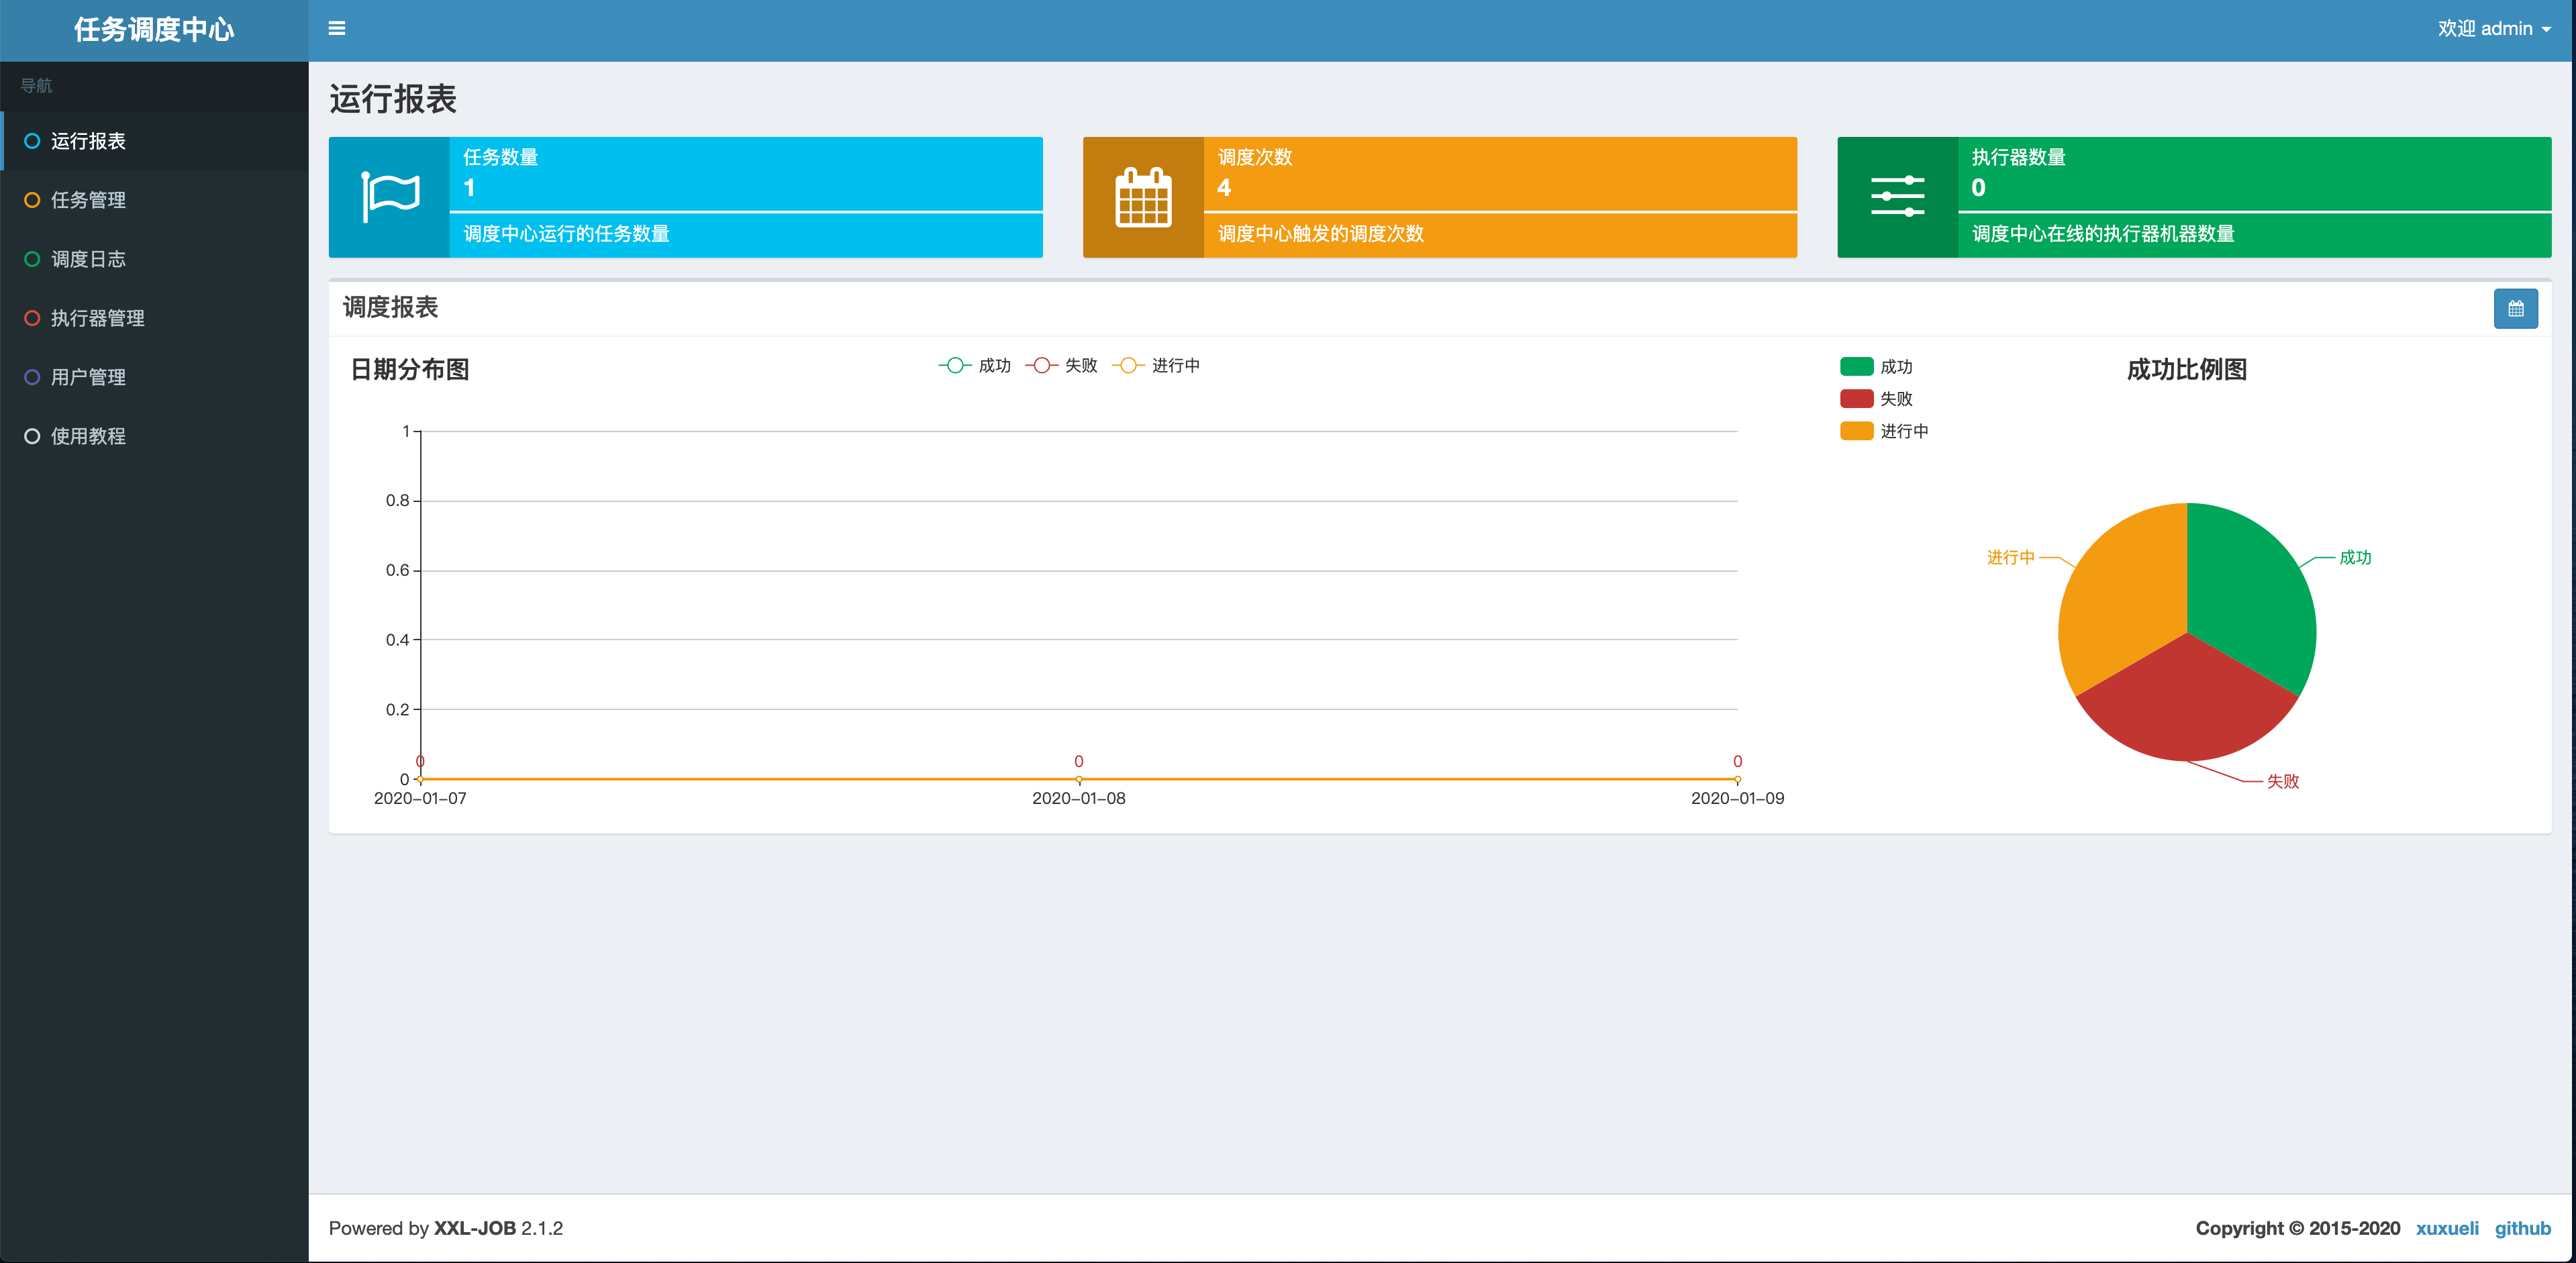 任务调度中心
欢迎 admin
导航
运行报表
任务管理
调度日志
执行器管理
用户管理
使用教程
运行报表
任务数量
1
调度中心运行的任务数量
调度次数
4
调度中心触发的调度次数
执行器数量
0
调度中心在线的执行器机器数量
调度报表
日期分布图
成功 失败 进行中
1
0.8
0.6
0.4
0.2
0
0 0 0
2020-01-07 2020-01-08 2020-01-09
成功
失败
进行中
成功比例图
进行中
成功
失败
Powered by XXL-JOB 2.1.2
Copyright © 2015-2020 xuxueli github